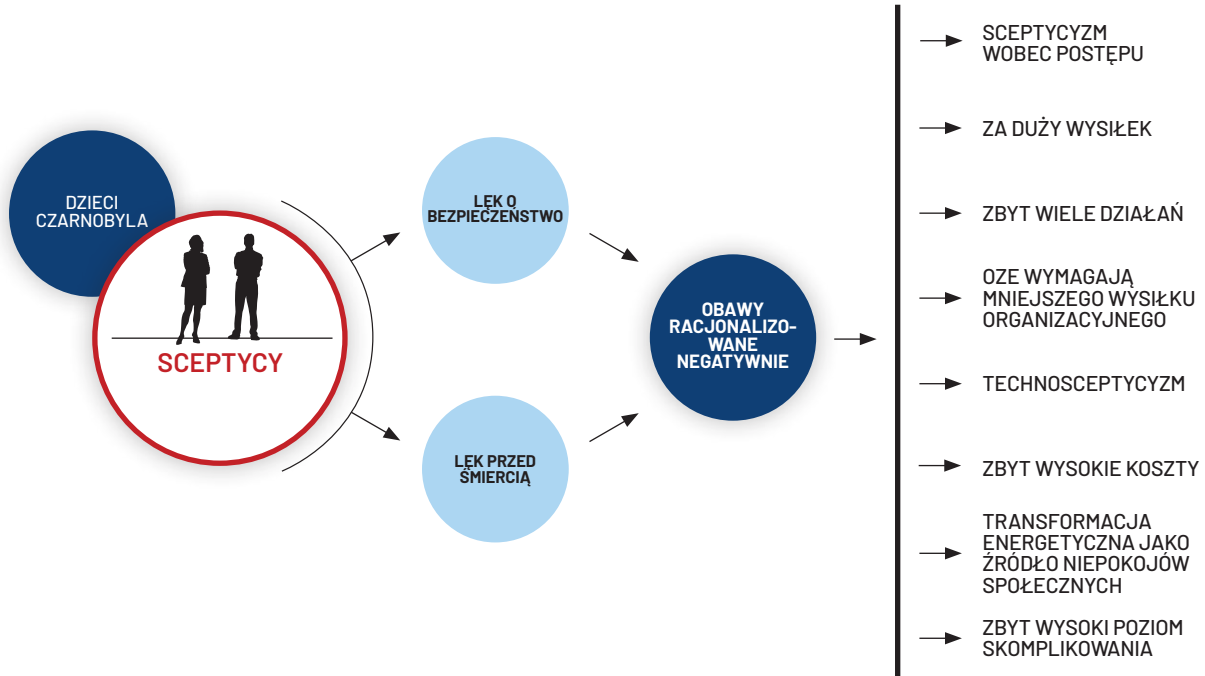 DZIECI
CZARNOBYLA
SCEPTYCY
LĘK O
BEZPIECZEŃSTWO
LĘK PRZED
ŚMIERCIĄ
OBAWY
RACJONALIZO-
WANE
NEGATYWNIE
SCEPTYCYZM
WOBEC POSTĘPU
ZA DUŻY WYSIŁEK
ZBYT WIELE DZIAŁAŃ
OZE WYMAGAJĄ
MNIEJSZEGO WYSIŁKU
ORGANIZACYJNEGO
TECHNOSCEPTYCYZM
ZBYT WYSOKIE KOSZTY
TRANSFORMACJA
ENERGETYCZNA JAKO
ŹRÓDŁO NIEPOKOJÓW
SPOŁECZNYCH
ZBYT WYSOKI POZIOM
SKOMPLIKOWANIA